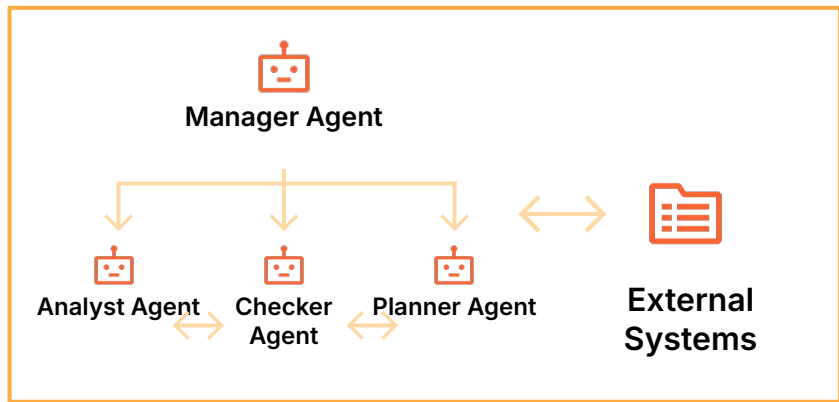 Manager Agent
Analyst Agent
Checker
Agent
Planner Agent
External
Systems